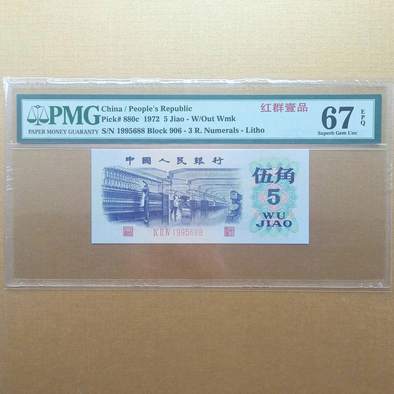 PMG
PAPER MONEY GUARANTY
China / People's Republic
Pick# 880c 1972 5 Jiao - W/Out Wmk
S/N 1995688 Block 906 - 3 R. Numerals - Litho
红群壹品
67 EPQ
Superb Gem Unc
中國人民銀行
伍角
5
WU
JIAO
1995688